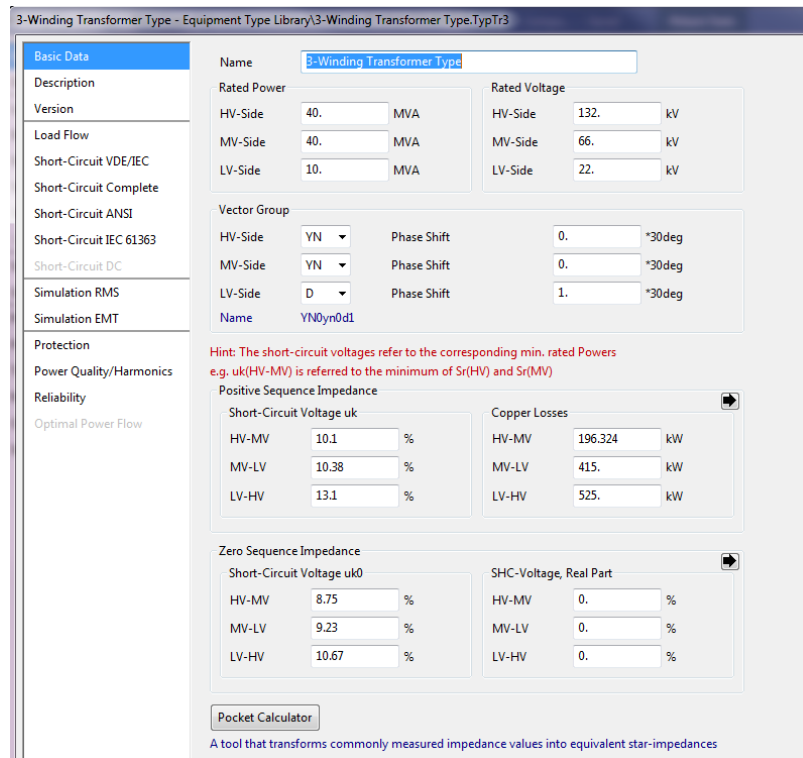 3-Winding Transformer Type - Equipment Type Library\3-Winding Transformer Type.TypTr3
Basic Data
Description
Version
Load Flow
Short-Circuit VDE/IEC
Short-Circuit Complete
Short-Circuit ANSI
Short-Circuit IEC 61363
Short-Circuit DC
Simulation RMS
Simulation EMT
Protection
Power Quality/Harmonics
Reliability
Optimal Power Flow
Name 3-Winding Transformer Type
Rated Power
HV-Side 40. MVA
MV-Side 40. MVA
LV-Side 10. MVA
Rated Voltage
HV-Side 132. kV
MV-Side 66. kV
LV-Side 22. kV
Vector Group
HV-Side YN Phase Shift 0. *30deg
MV-Side YN Phase Shift 0. *30deg
LV-Side D Phase Shift 1. *30deg
Name YN0yn0d1
Hint: The short-circuit voltages refer to the corresponding min. rated Powers
e.g. uk(HV-MV) is referred to the minimum of Sr(HV) and Sr(MV)
Positive Sequence Impedance
Short-Circuit Voltage uk
HV-MV 10.1 %
MV-LV 10.38 %
LV-HV 13.1 %
Copper Losses
HV-MV 196.324 kW
MV-LV 415. kW
LV-HV 525. kW
Zero Sequence Impedance
Short-Circuit Voltage uk0
HV-MV 8.75 %
MV-LV 9.23 %
LV-HV 10.67 %
SHC-Voltage, Real Part
HV-MV 0. %
MV-LV 0. %
LV-HV 0. %
Pocket Calculator
A tool that transforms commonly measured impedance values into equivalent star-impedances